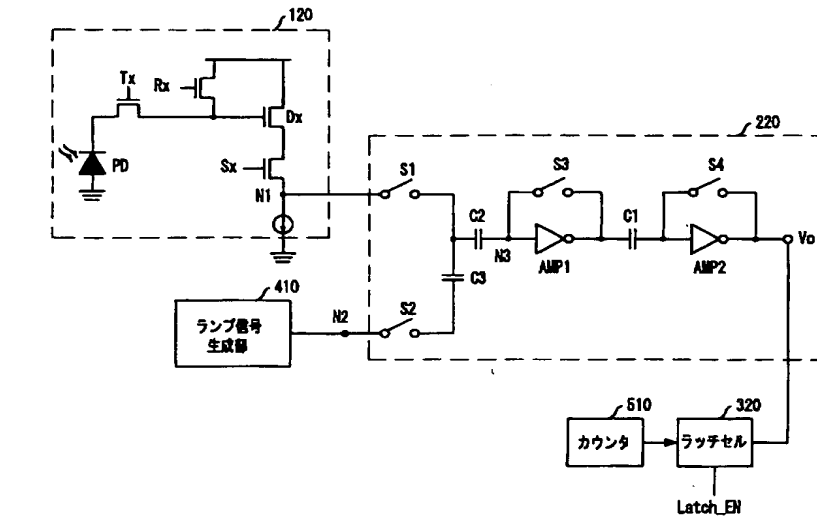 120
Tx
Rx
Dx
PD
Sx
N1
220
S1
S3
S4
C2
C1
N3
AMP1
AMP2
Vo
C3
410
ランプ信号
生成部
N2
S2
510
320
カウンタ
ラッチセル
Latch_EN